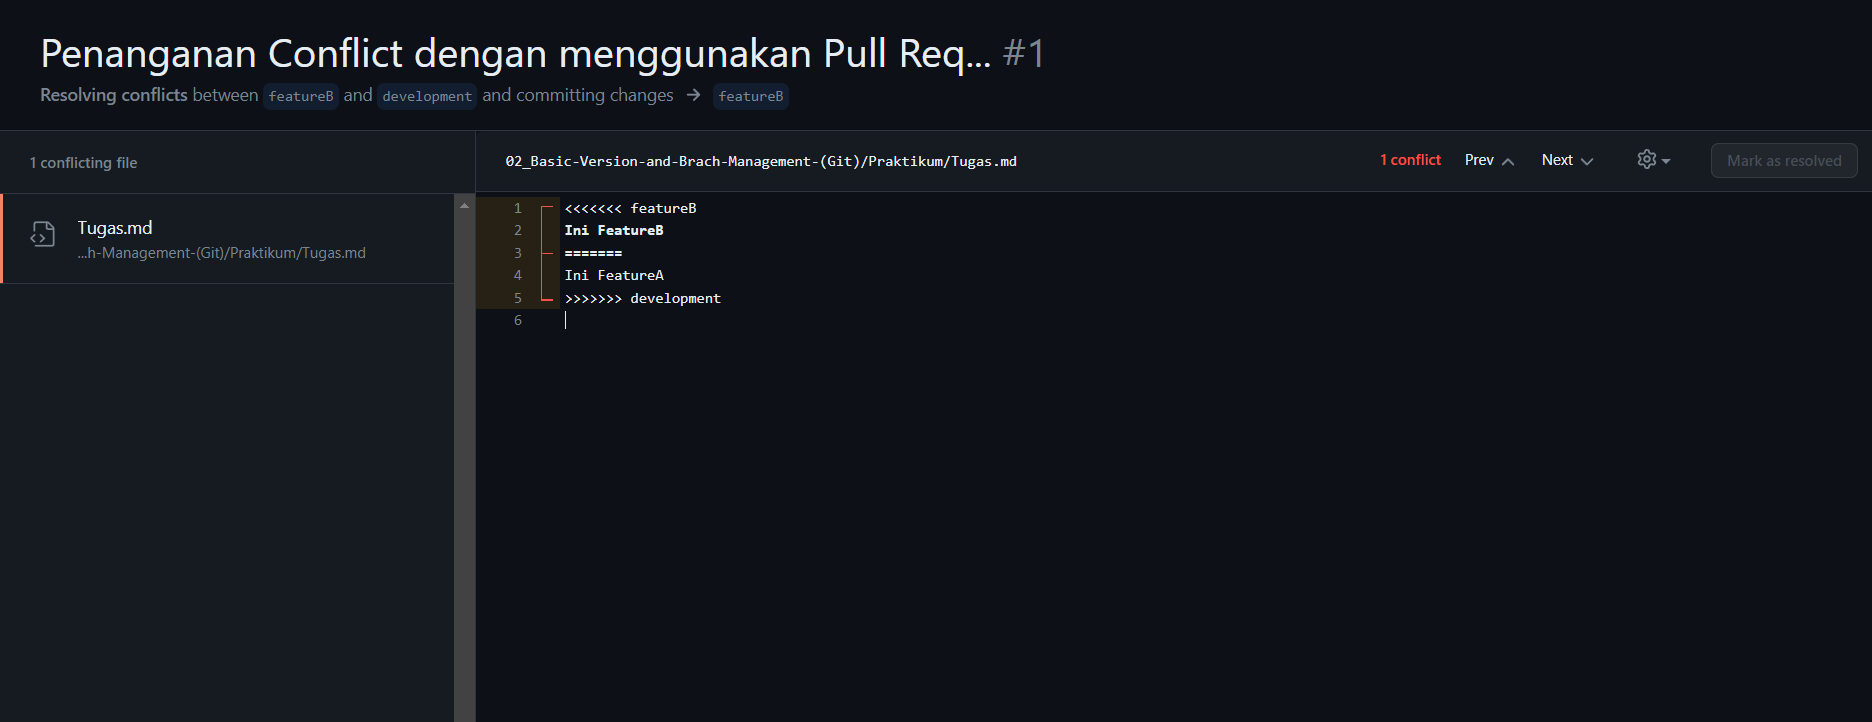 Penanganan Conflict dengan menggunakan Pull Req... #1
Resolving conflicts between featureB and development and committing changes → featureB
1 conflicting file
Tugas.md
...h-Management-(Git)/Praktikum/Tugas.md
02_Basic-Version-and-Brach-Management-(Git)/Praktikum/Tugas.md
1 conflict Prev Next Mark as resolved
1 <<<<<<< featureB
2 Ini FeatureB
3 =======
4 Ini FeatureA
5 >>>>>>> development
6